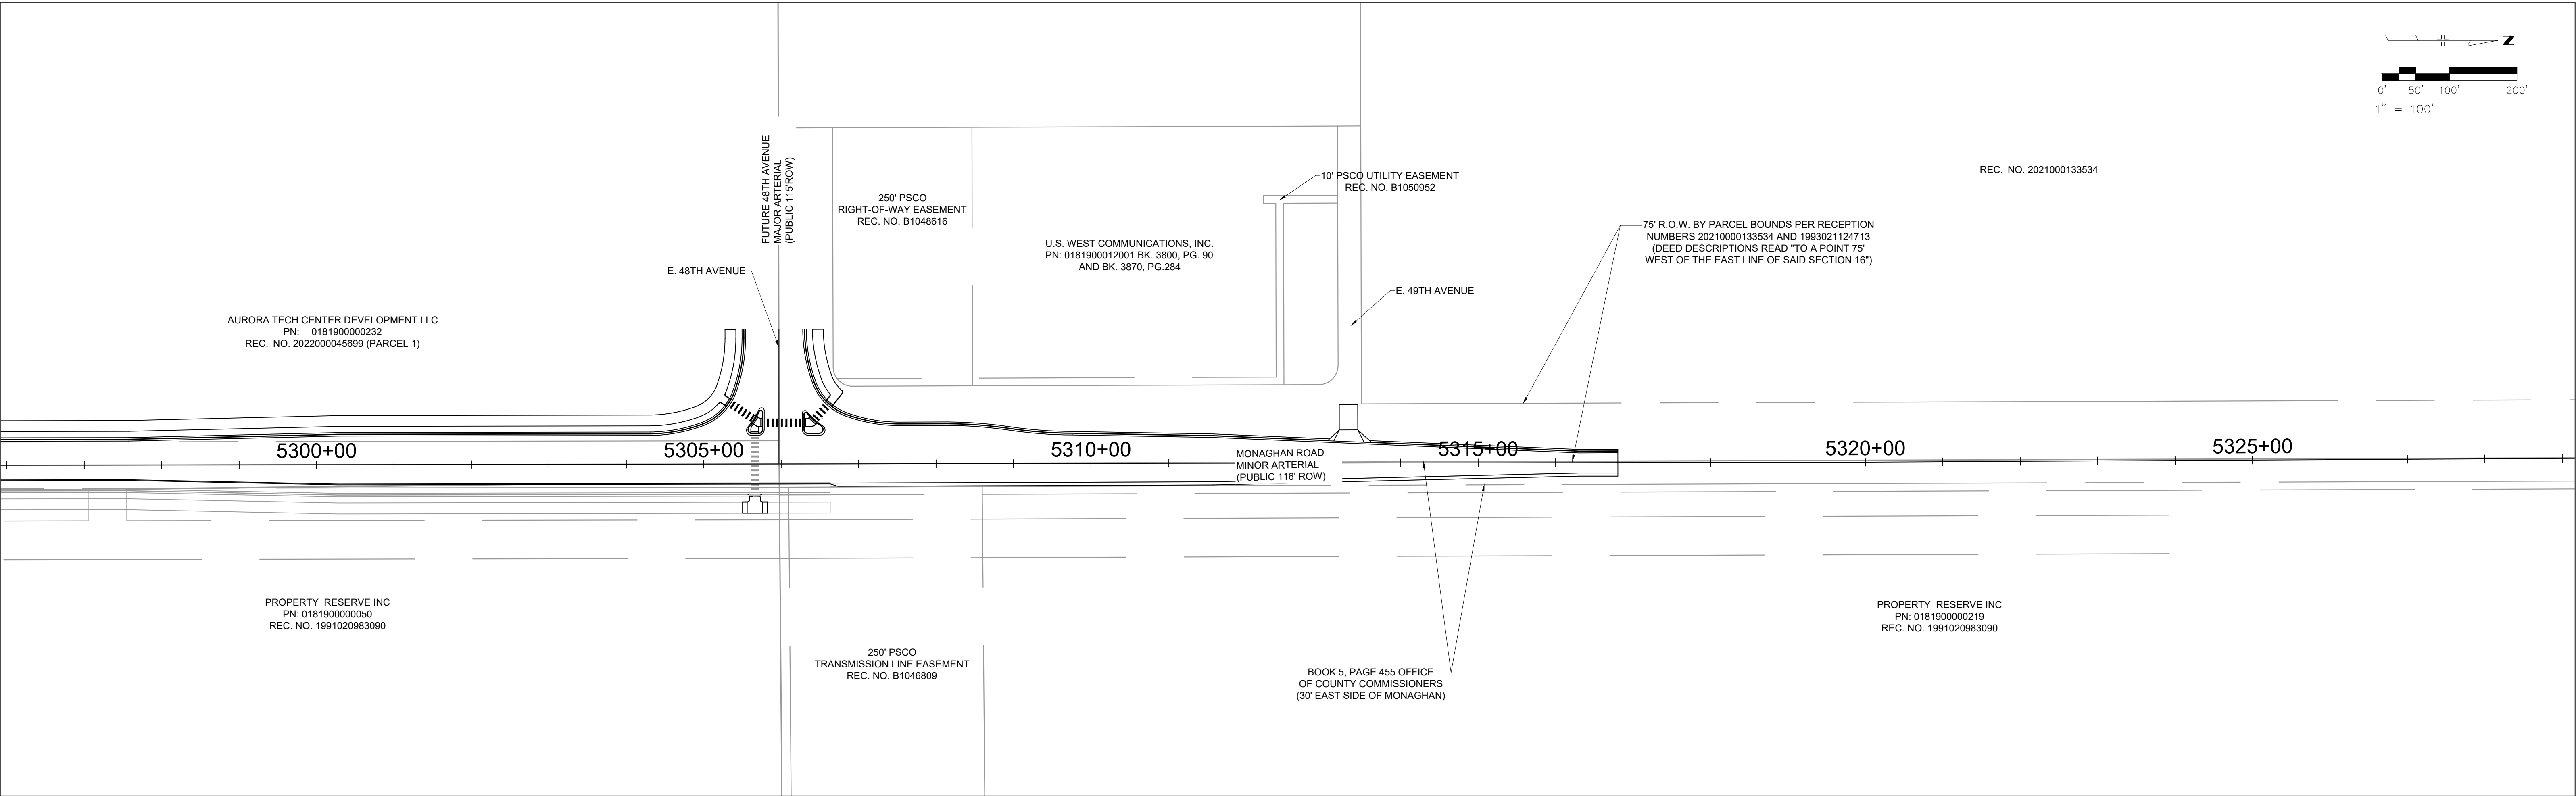 N
0' 50' 100' 200'
1" = 100'
FUTURE 48TH AVENUE
MAJOR ARTERIAL
(PUBLIC 115'ROW)
250' PSCO
RIGHT-OF-WAY EASEMENT
REC. NO. B1048616
10' PSCO UTILITY EASEMENT
REC. NO. B1050952
REC. NO. 2021000133534
U.S. WEST COMMUNICATIONS, INC.
PN: 0181900012001 BK. 3800, PG. 90
AND BK. 3870, PG.284
75' R.O.W. BY PARCEL BOUNDS PER RECEPTION
NUMBERS 20210000133534 AND 1993021124713
(DEED DESCRIPTIONS READ "TO A POINT 75'
WEST OF THE EAST LINE OF SAID SECTION 16")
E. 48TH AVENUE
E. 49TH AVENUE
AURORA TECH CENTER DEVELOPMENT LLC
PN: 0181900000232
REC. NO. 2022000045699 (PARCEL 1)
5300+00 5305+00 5310+00 5315+00 5320+00 5325+00
MONAGHAN ROAD
MINOR ARTERIAL
(PUBLIC 116' ROW)
PROPERTY RESERVE INC
PN: 0181900000050
REC. NO. 1991020983090
PROPERTY RESERVE INC
PN: 0181900000219
REC. NO. 1991020983090
250' PSCO
TRANSMISSION LINE EASEMENT
REC. NO. B1046809
BOOK 5, PAGE 455 OFFICE
OF COUNTY COMMISSIONERS
(30' EAST SIDE OF MONAGHAN)